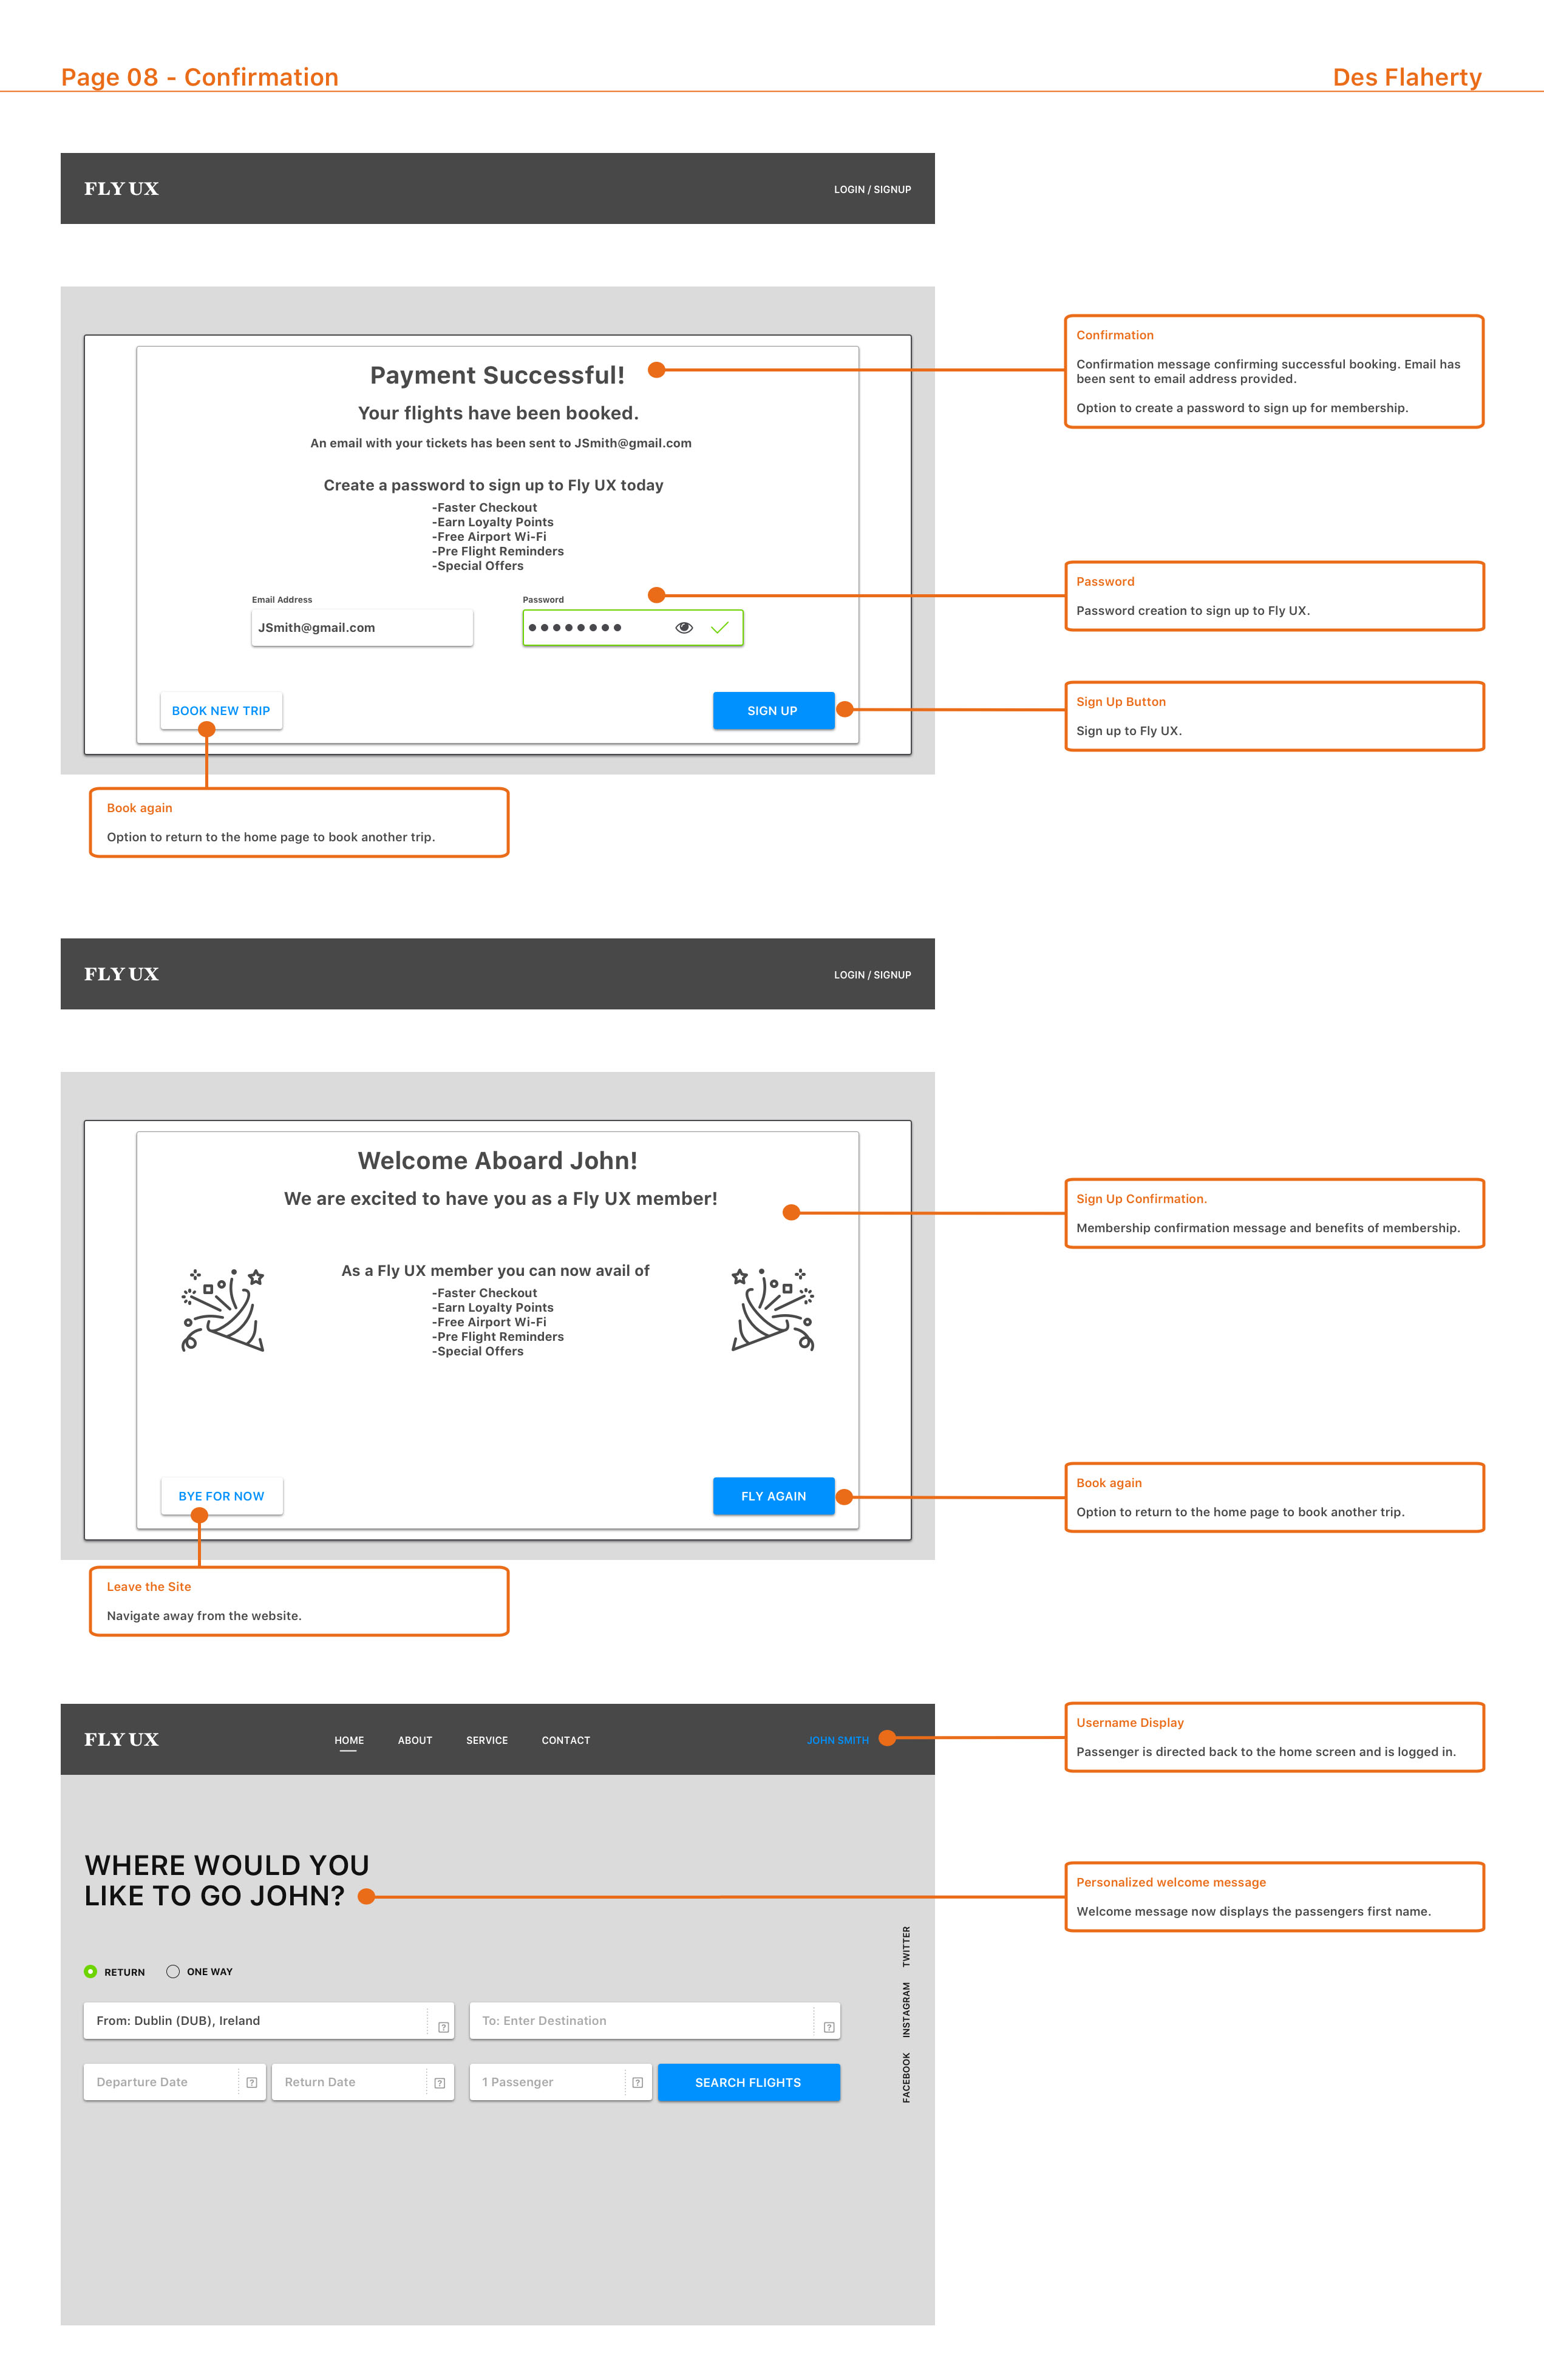 Page 08 - Confirmation
Des Flaherty
FLY UX
LOGIN / SIGNUP
Payment Successful!
Your flights have been booked.
An email with your tickets has been sent to JSmith@gmail.com
Create a password to sign up to Fly UX today
-Faster Checkout
-Earn Loyalty Points
-Free Airport Wi-Fi
-Pre Flight Reminders
-Special Offers
Email Address
Password
JSmith@gmail.com
BOOK NEW TRIP
SIGN UP
Confirmation
Confirmation message confirming successful booking. Email has
been sent to email address provided.
Option to create a password to sign up for membership.
Password
Password creation to sign up to Fly UX.
Sign Up Button
Sign up to Fly UX.
Book again
Option to return to the home page to book another trip.
FLY UX
LOGIN / SIGNUP
Welcome Aboard John!
We are excited to have you as a Fly UX member!
As a Fly UX member you can now avail of
-Faster Checkout
-Earn Loyalty Points
-Free Airport Wi-Fi
-Pre Flight Reminders
-Special Offers
BYE FOR NOW
FLY AGAIN
Sign Up Confirmation.
Membership confirmation message and benefits of membership.
Book again
Option to return to the home page to book another trip.
Leave the Site
Navigate away from the website.
FLY UX
HOME
ABOUT
SERVICE
CONTACT
JOHN SMITH
Username Display
Passenger is directed back to the home screen and is logged in.
WHERE WOULD YOU
LIKE TO GO JOHN?
Personalized welcome message
Welcome message now displays the passengers first name.
RETURN
ONE WAY
From: Dublin (DUB), Ireland
?
To: Enter Destination
?
Departure Date
?
Return Date
?
1 Passenger
?
SEARCH FLIGHTS
FACEBOOK
INSTAGRAM
TWITTER